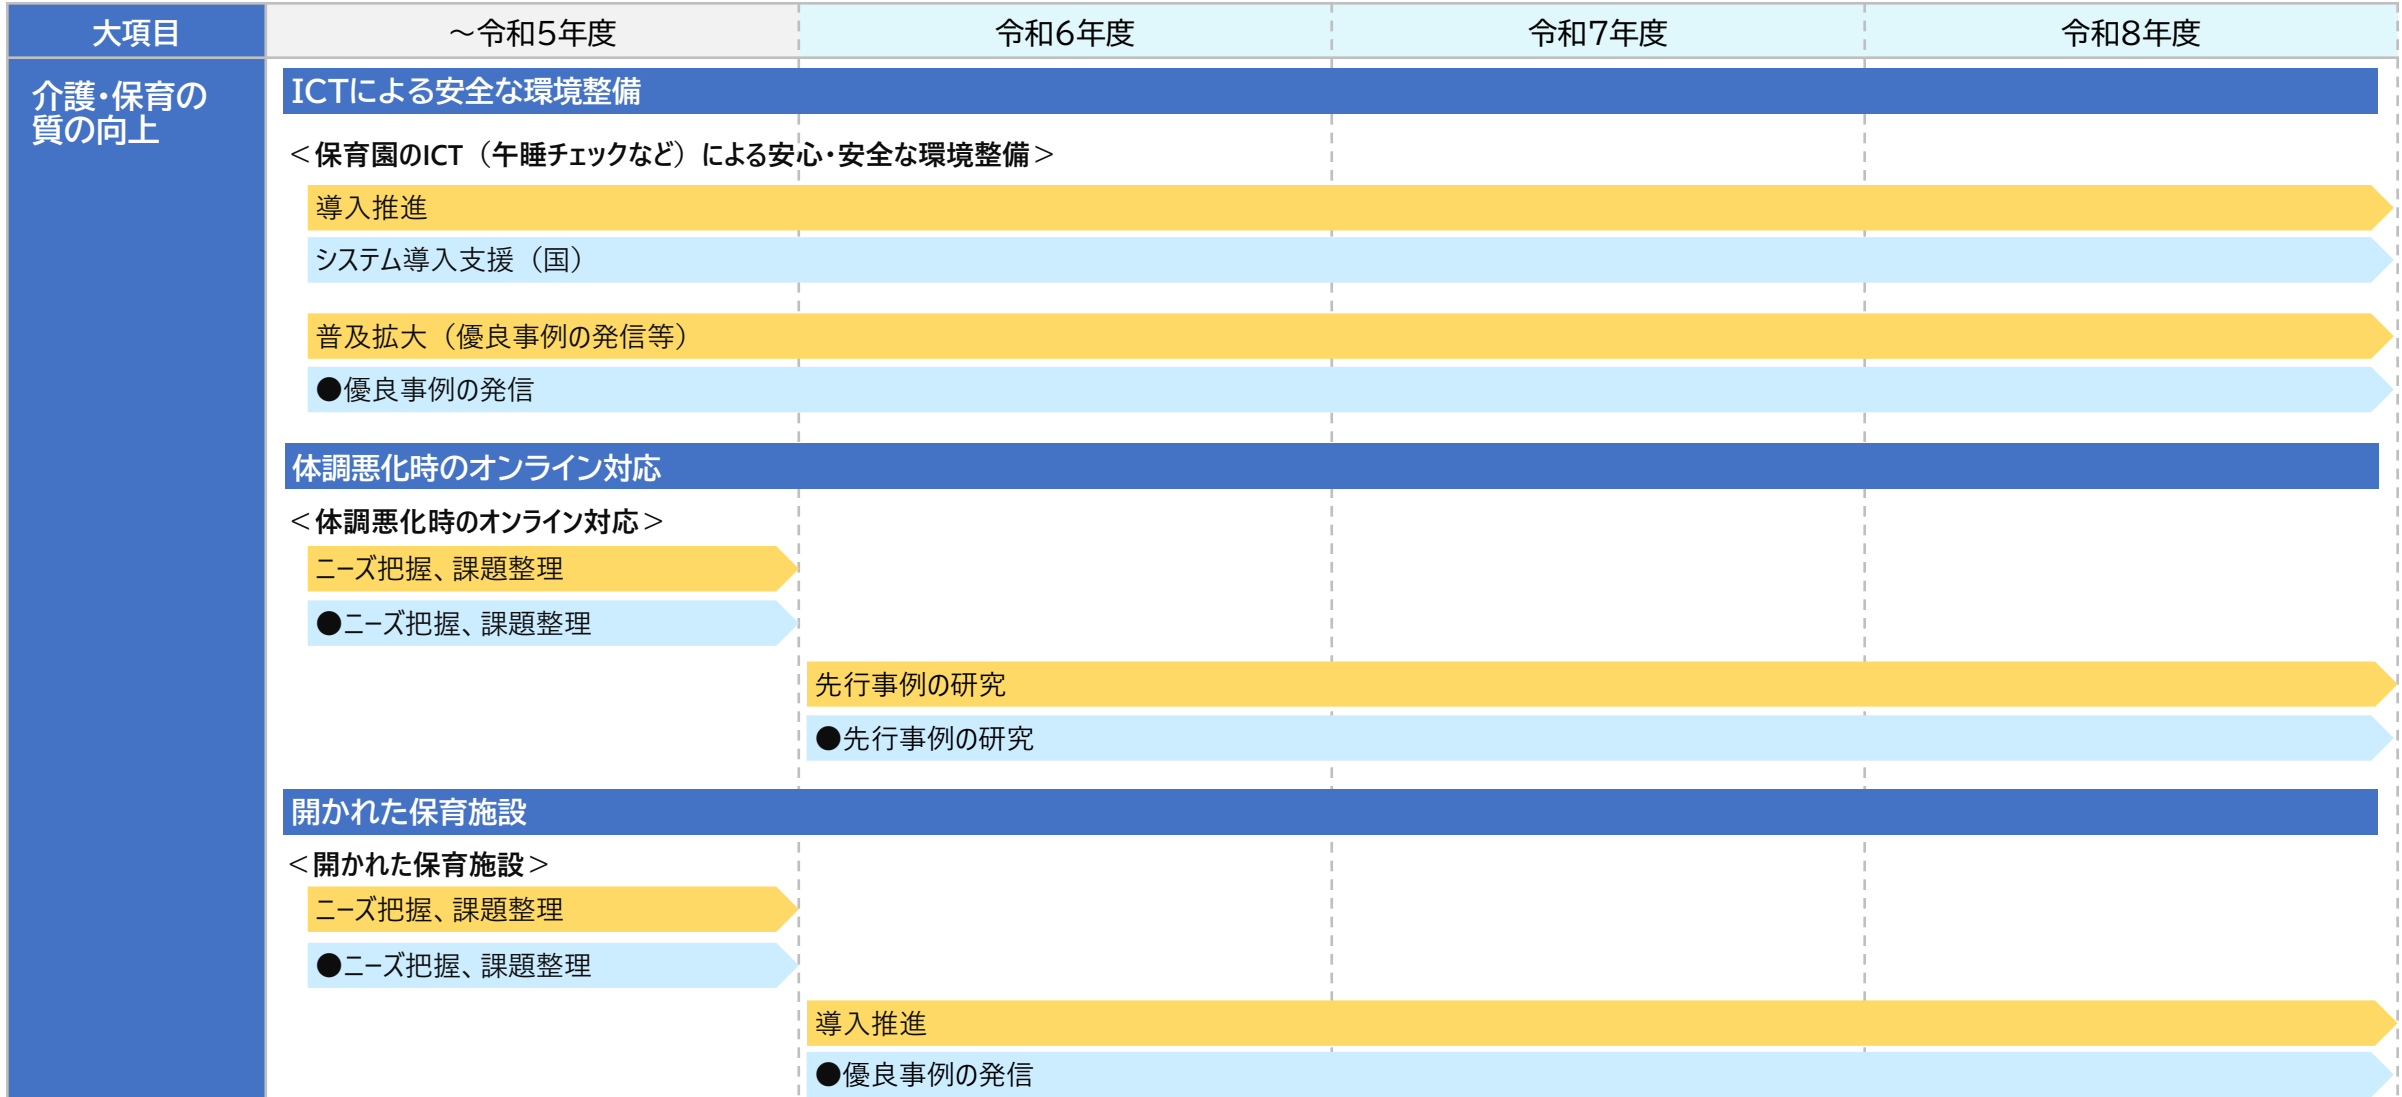 大項目
～令和5年度
令和6年度
令和7年度
令和8年度
介護・保育の
質の向上
ICTによる安全な環境整備
＜保育園のICT（午睡チェックなど）による安心・安全な環境整備＞
導入推進
システム導入支援（国）
普及拡大（優良事例の発信等）
●優良事例の発信
体調悪化時のオンライン対応
＜体調悪化時のオンライン対応＞
ニーズ把握、課題整理
●ニーズ把握、課題整理
先行事例の研究
●先行事例の研究
開かれた保育施設
＜開かれた保育施設＞
ニーズ把握、課題整理
●ニーズ把握、課題整理
導入推進
●優良事例の発信